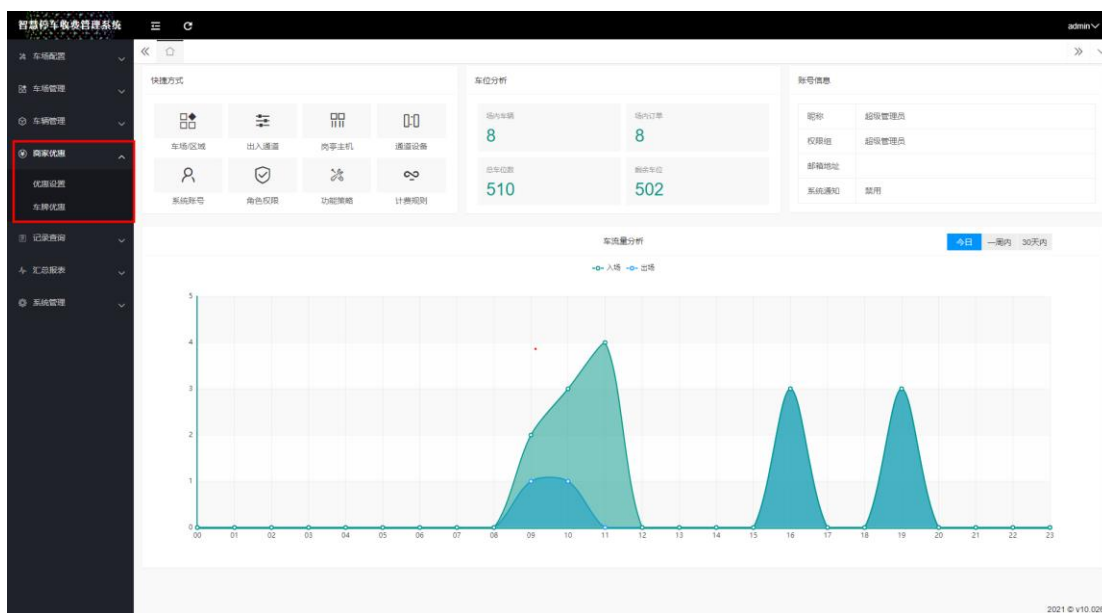 智慧停车收费管理系统
admin
车场配置
车场管理
车辆管理
商家优惠
优惠设置
车牌优惠
记录查询
汇总报表
系统管理
快捷方式
车场/区域 出入通道 岗亭主机 通道设备
系统账号 角色权限 功能策略 计费规则
车位分析
场内车辆 场内订单
8 8
总车位数 剩余车位
510 502
账号信息
昵称 超级管理员
权限组 超级管理员
邮箱地址
系统通知 禁用
车流量分析
今日 一周内 30天内
入场 出场
5
4
3
2
1
0
00 01 02 03 04 05 06 07 08 09 10 11 12 13 14 15 16 17 18 19 20 21 22 23
2021 © v10.020